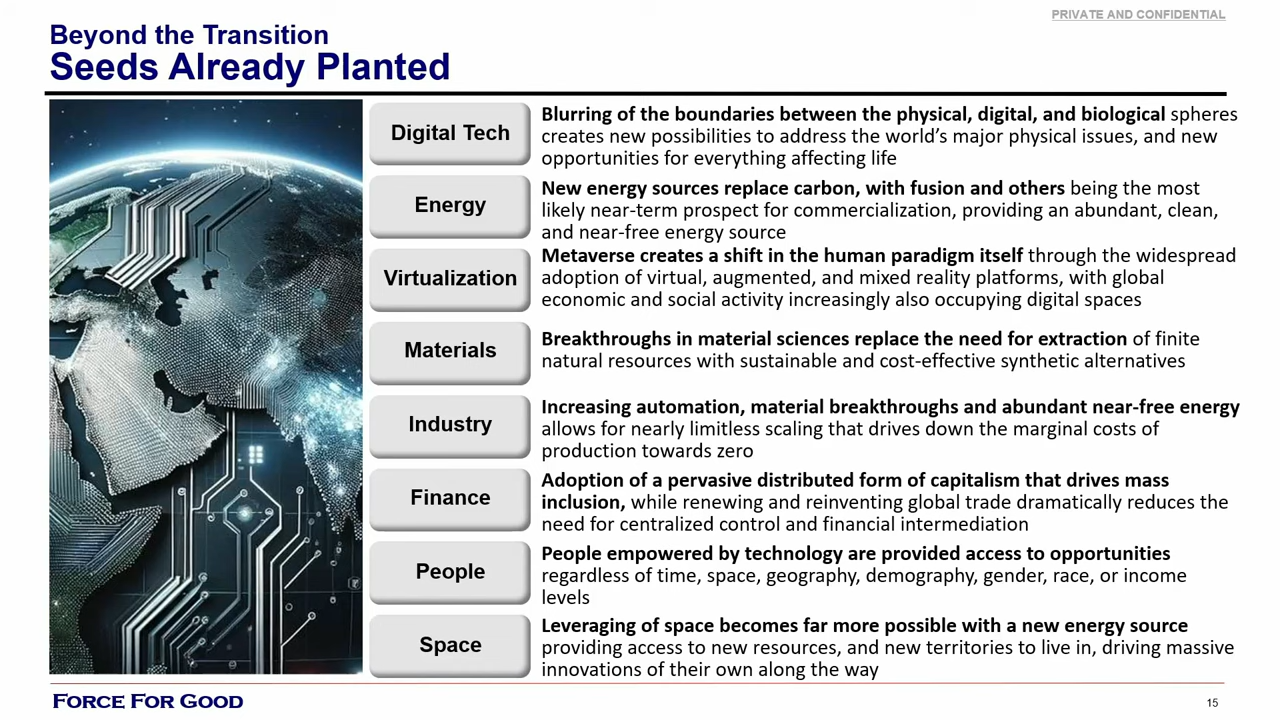 PRIVATE AND CONFIDENTIAL
Beyond the Transition
Seeds Already Planted
Digital Tech
Blurring of the boundaries between the physical, digital, and biological spheres
creates new possibilities to address the world’s major physical issues, and new
opportunities for everything affecting life
Energy
New energy sources replace carbon, with fusion and others being the most
likely near-term prospect for commercialization, providing an abundant, clean,
and near-free energy source
Virtualization
Metaverse creates a shift in the human paradigm itself through the widespread
adoption of virtual, augmented, and mixed reality platforms, with global
economic and social activity increasingly also occupying digital spaces
Materials
Breakthroughs in material sciences replace the need for extraction of finite
natural resources with sustainable and cost-effective synthetic alternatives
Industry
Increasing automation, material breakthroughs and abundant near-free energy
allows for nearly limitless scaling that drives down the marginal costs of
production towards zero
Finance
Adoption of a pervasive distributed form of capitalism that drives mass
inclusion, while renewing and reinventing global trade dramatically reduces the
need for centralized control and financial intermediation
People
People empowered by technology are provided access to opportunities
regardless of time, space, geography, demography, gender, race, or income
levels
Space
Leveraging of space becomes far more possible with a new energy source
providing access to new resources, and new territories to live in, driving massive
innovations of their own along the way
FORCE FOR GOOD
15